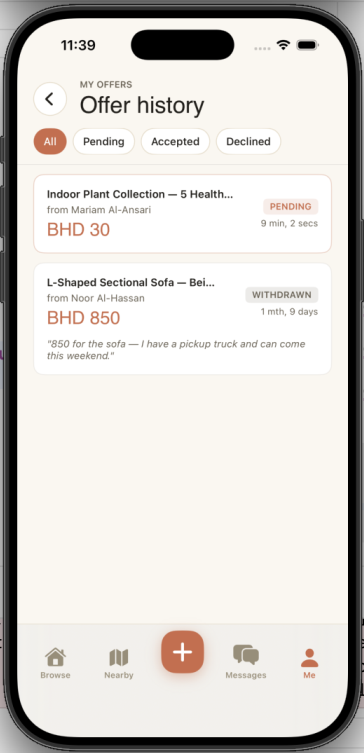 11:39
MY OFFERS
Offer history
All
Pending
Accepted
Declined
Indoor Plant Collection — 5 Health...
from Mariam Al-Ansari
PENDING
BHD 30
9 min, 2 secs
L-Shaped Sectional Sofa — Bei...
from Noor Al-Hassan
WITHDRAWN
BHD 850
1 mth, 9 days
"850 for the sofa — I have a pickup truck and can come
this weekend."
Browse
Nearby
Messages
Me